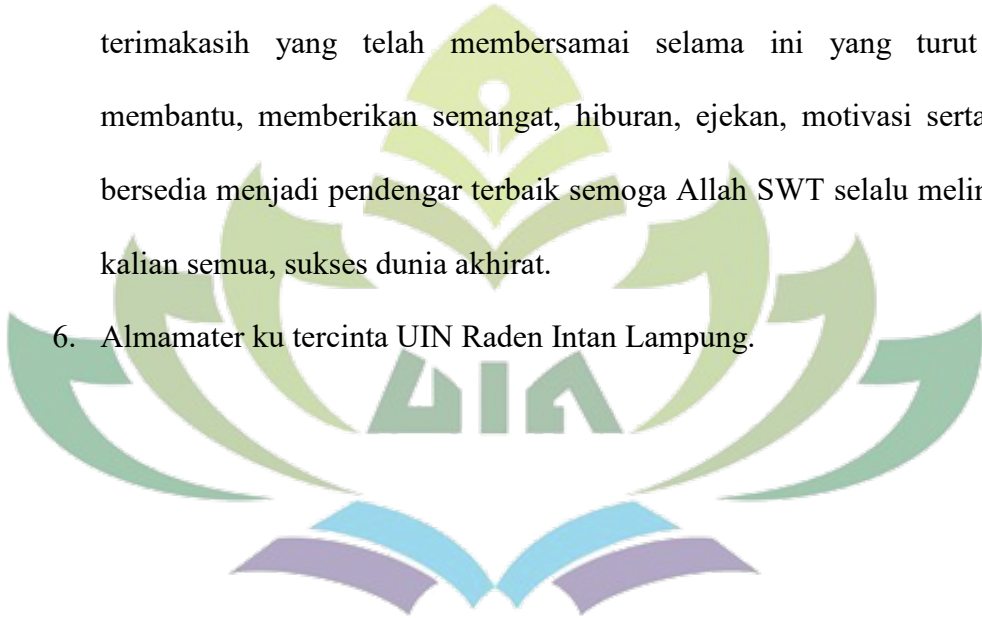 terimakasih yang telah membersamai selama ini yang turut
membantu, memberikan semangat, hiburan, ejekan, motivasi serta
bersedia menjadi pendengar terbaik semoga Allah SWT selalu
kalian semua, sukses dunia akhirat.
6. Almamater ku tercinta UIN Raden Intan Lampung.
UIN